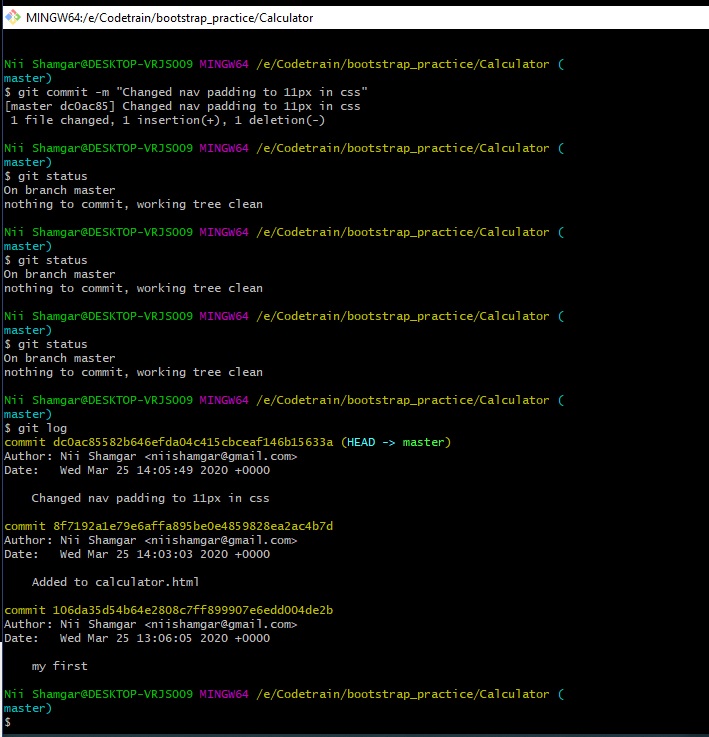 MINGW64:/e/Codetrain/bootstrap_practice/Calculator
Nii Shamgar@DESKTOP-VRJSOO9 MINGW64 /e/Codetrain/bootstrap_practice/Calculator (
master)
$ git commit -m "Changed nav padding to 11px in css"
[master dc0ac85] Changed nav padding to 11px in css
 1 file changed, 1 insertion(+), 1 deletion(-)
Nii Shamgar@DESKTOP-VRJSOO9 MINGW64 /e/Codetrain/bootstrap_practice/Calculator (
master)
$ git status
On branch master
nothing to commit, working tree clean
Nii Shamgar@DESKTOP-VRJSOO9 MINGW64 /e/Codetrain/bootstrap_practice/Calculator (
master)
$ git status
On branch master
nothing to commit, working tree clean
Nii Shamgar@DESKTOP-VRJSOO9 MINGW64 /e/Codetrain/bootstrap_practice/Calculator (
master)
$ git status
On branch master
nothing to commit, working tree clean
Nii Shamgar@DESKTOP-VRJSOO9 MINGW64 /e/Codetrain/bootstrap_practice/Calculator (
master)
$ git log
commit dc0ac85582b646efda04c415cbceaf146b15633a (HEAD -> master)
Author: Nii Shamgar <niishamgar@gmail.com>
Date:   Wed Mar 25 14:05:49 2020 +0000
    Changed nav padding to 11px in css
commit 8f7192a1e79e6affa895be0e4859828ea2ac4b7d
Author: Nii Shamgar <niishamgar@gmail.com>
Date:   Wed Mar 25 14:03:03 2020 +0000
    Added to calculator.html
commit 106da35d54b64e2808c7ff899907e6edd004de2b
Author: Nii Shamgar <niishamgar@gmail.com>
Date:   Wed Mar 25 13:06:05 2020 +0000
    my first
Nii Shamgar@DESKTOP-VRJSOO9 MINGW64 /e/Codetrain/bootstrap_practice/Calculator (
master)
$